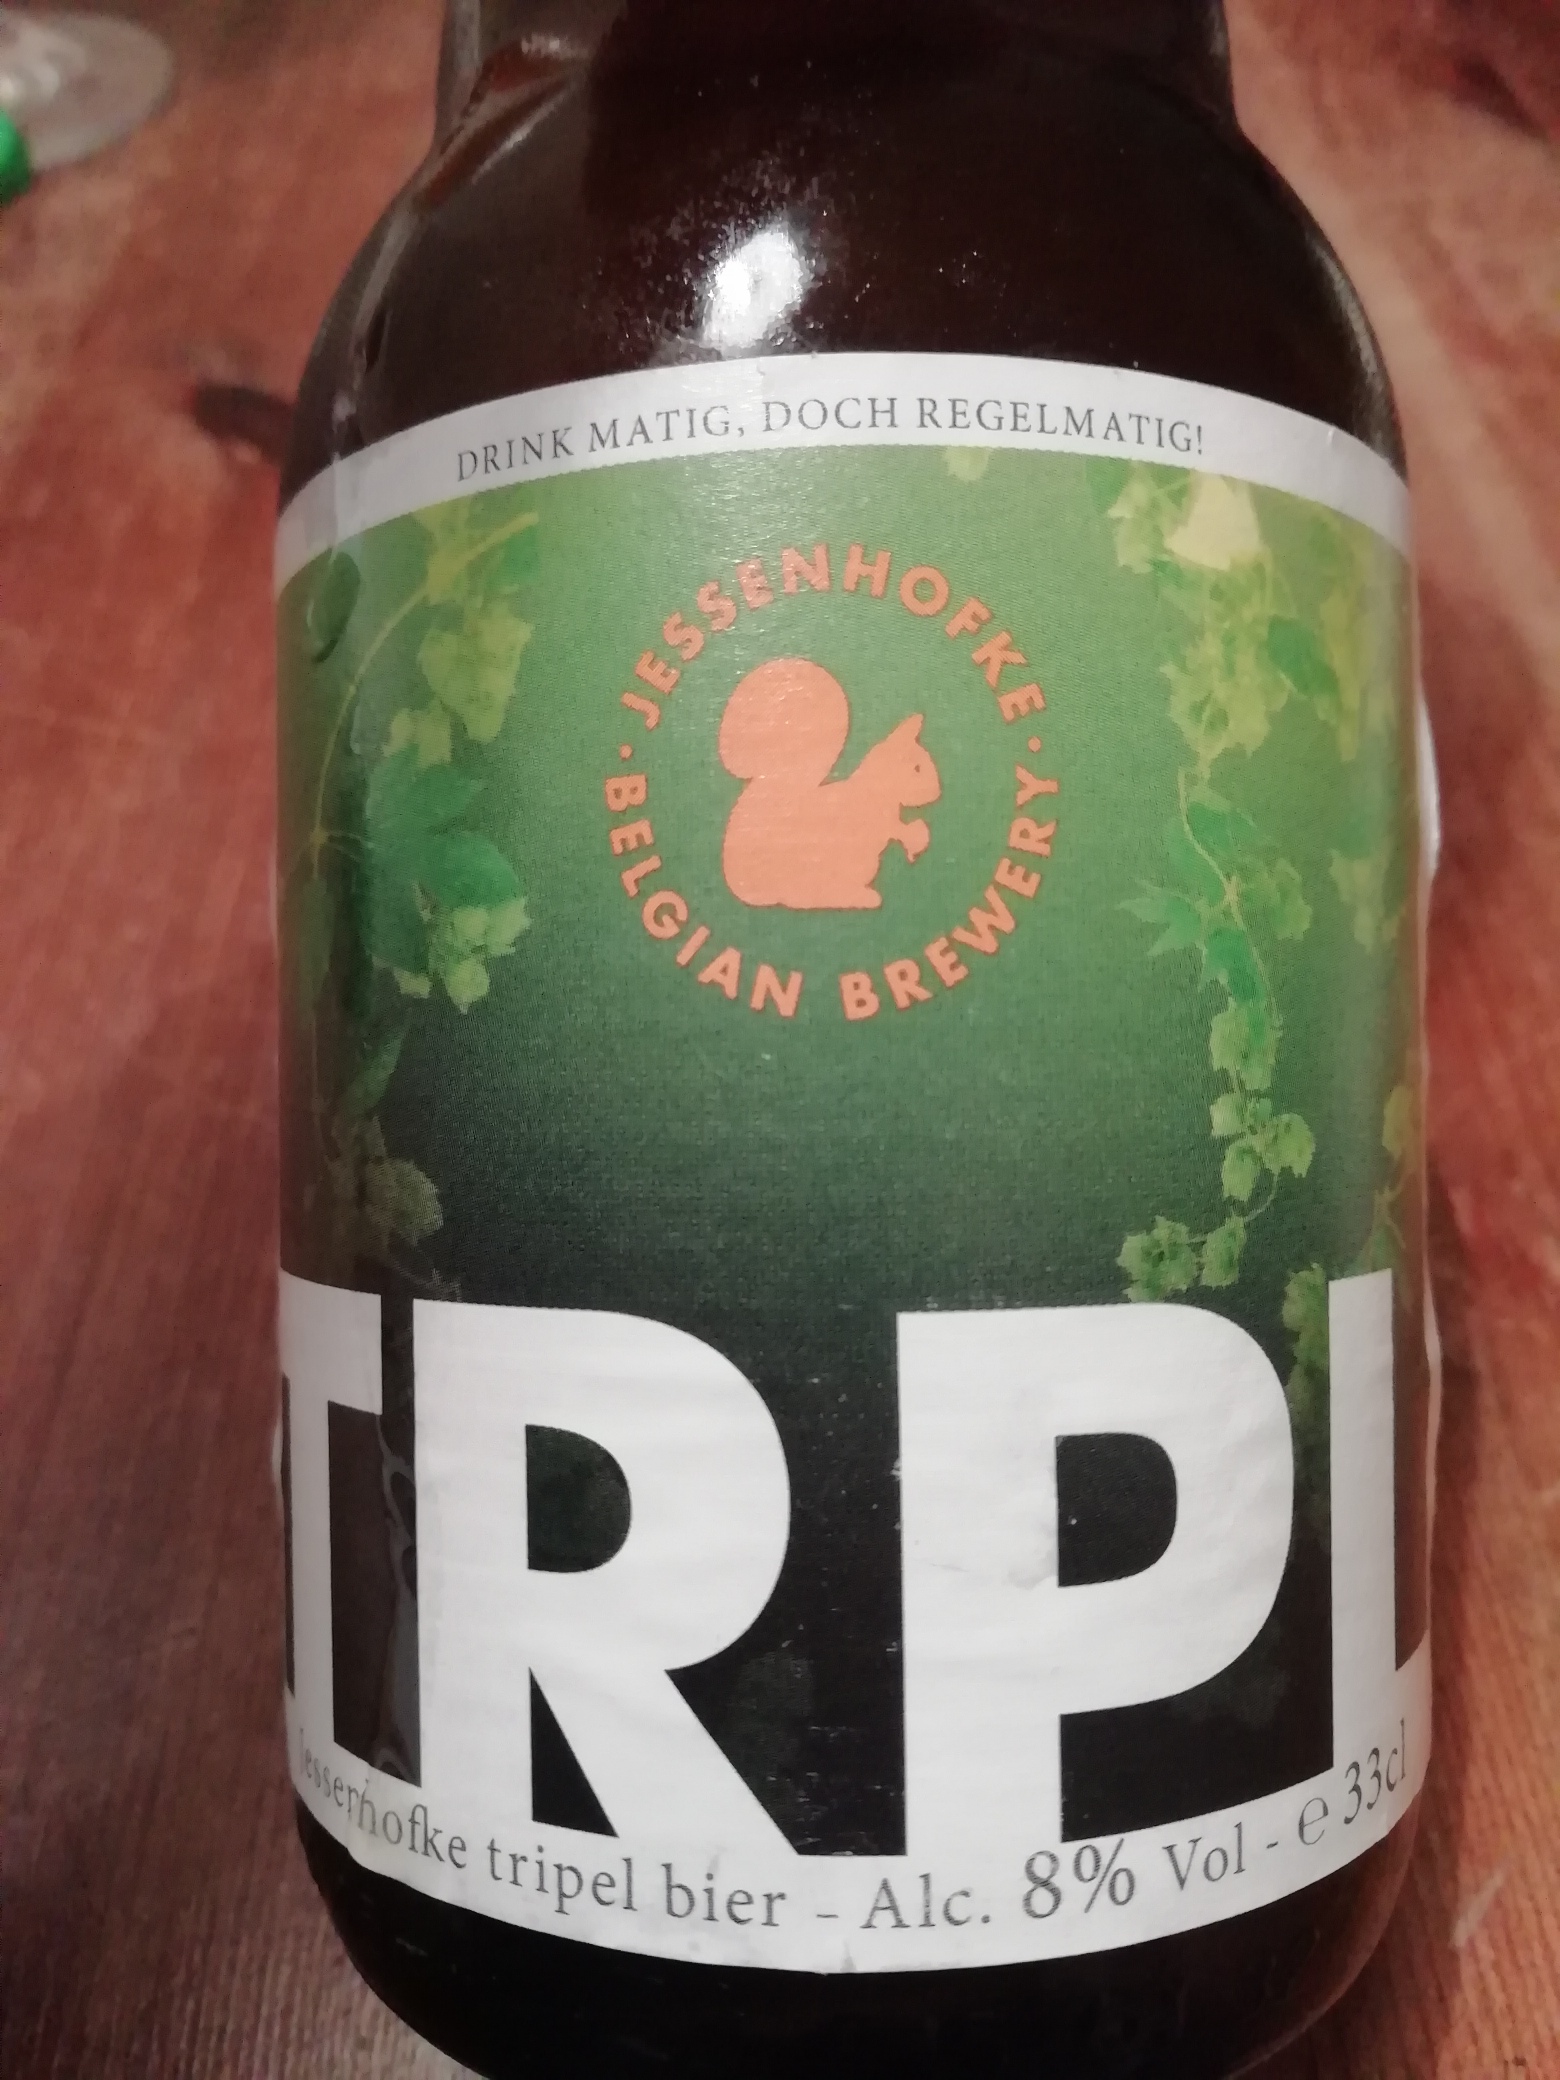 DRINK MATIG, DOCH REGELMATIG!
· JESSENHOFKE ·
BELGIAN BREWERY
TRPL
Jessenhofke tripel bier - Alc. 8% Vol - e 33cl